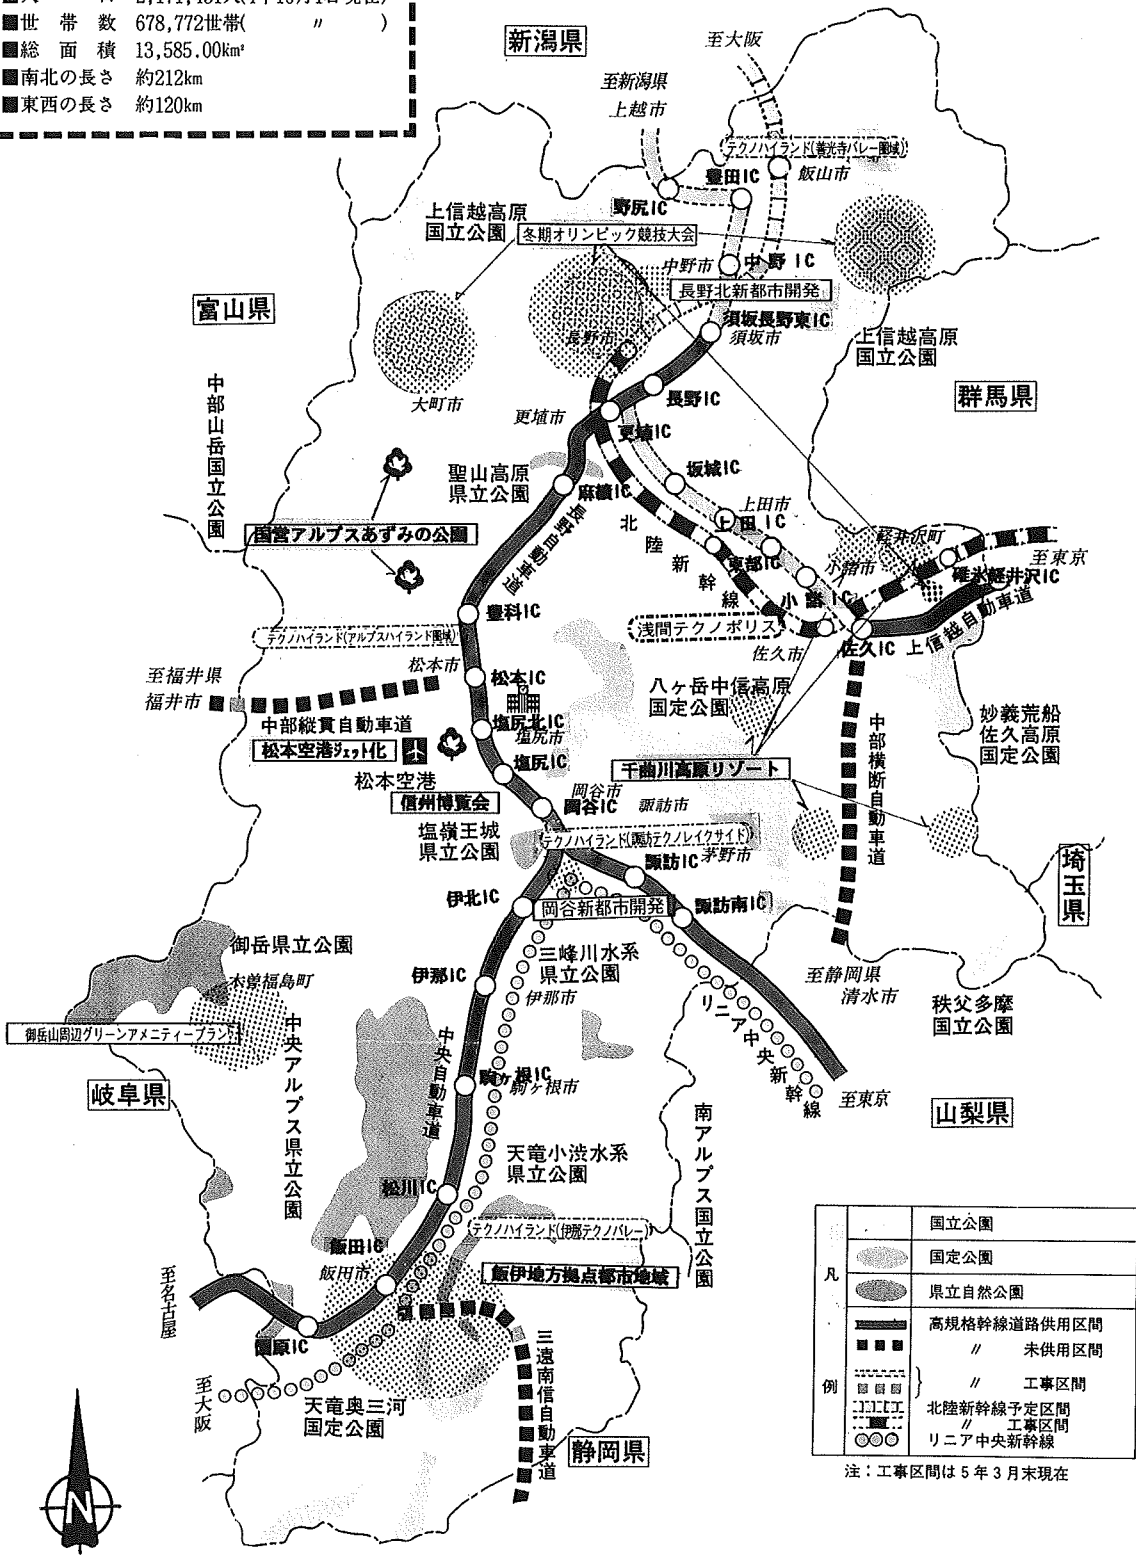 ■世　帯　数　678,772世帯(　　〃　　)
■総　面　積　13,585.00km²
■南北の長さ　約212km
■東西の長さ　約120km
新潟県
至大阪
至新潟県
上越市
テクノハイランド(善光寺バレー圏域)
飯山市
豊田IC
野尻IC
上信越高原
国立公園
冬期オリンピック競技大会
中野市
中野IC
長野北新都市開発
富山県
長野市
須坂長野東IC
須坂市
上信越高原
国立公園
大町市
長野IC
群馬県
中部山岳国立公園
更埴市
更埴IC
聖山高原
県立公園
麻績IC
坂城IC
上田市
上田IC
国営アルプスあずみの公園
長野自動車道
北陸新幹線
東部IC
軽井沢町
至東京
小諸市
碓氷軽井沢IC
小諸IC
豊科IC
テクノハイランド(アルプスハイランド圏域)
浅間テクノポリス
佐久IC
上信越自動車道
佐久市
松本市
至福井県
福井市
松本IC
八ヶ岳中信高原
国定公園
中部縦貫自動車道
塩尻北IC
塩尻市
妙義荒船
佐久高原
国定公園
中部横断自動車道
松本空港ジェット化
松本空港
塩尻IC
千曲川高原リゾート
信州博覧会
岡谷市
岡谷IC
諏訪市
塩嶺王城
県立公園
テクノハイランド(諏訪テクノレイクサイド)
諏訪IC
茅野市
埼玉県
伊北IC
岡谷新都市開発
諏訪南IC
御岳県立公園
三峰川水系
県立公園
木曽福島町
伊那IC
伊那市
至静岡県
清水市
秩父多摩
国立公園
御岳山周辺グリーンアメニティープラン
中央アルプス県立公園
中央自動車道
リニア中央新幹線
岐阜県
駒ヶ根IC
駒ヶ根市
至東京
山梨県
南アルプス国立公園
天竜小渋水系
県立公園
松川IC
テクノハイランド(伊那テクノバレー)
飯田IC
飯田市
飯伊地方拠点都市地域
至名古屋
園原IC
三遠南信自動車道
至大阪
天竜奥三河
国定公園
静岡県
N
凡例
国立公園
国定公園
県立自然公園
高規格幹線道路供用区間
〃　未供用区間
〃　工事区間
北陸新幹線予定区間
〃　工事区間
リニア中央新幹線
注：工事区間は5年3月末現在